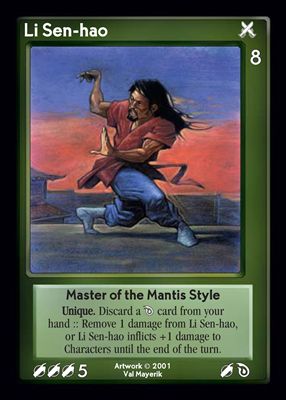 Li Sen-hao
8
Master of the Mantis Style
Unique. Discard a card from your
hand :: Remove 1 damage from Li Sen-hao,
or Li Sen-hao inflicts +1 damage to
Characters until the end of the turn.
5
Artwork © 2001
Val Mayerik